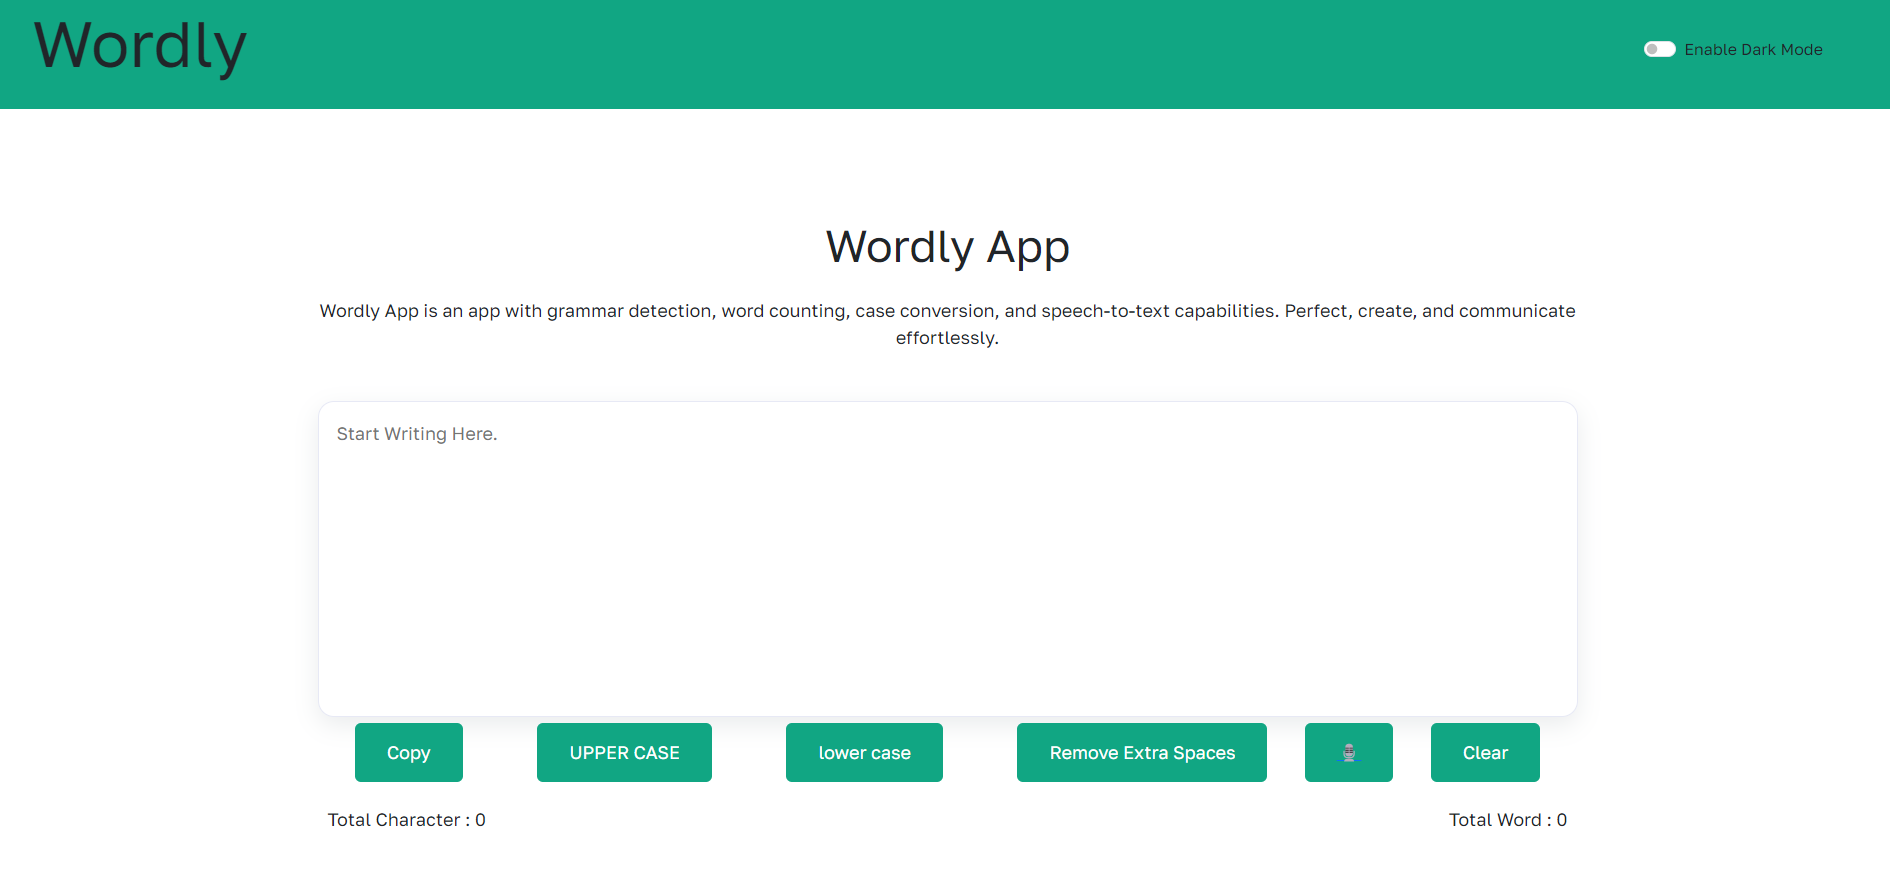 Wordly
Enable Dark Mode
Wordly App
Wordly App is an app with grammar detection, word counting, case conversion, and speech-to-text capabilities. Perfect, create, and communicate
effortlessly.
Start Writing Here.
Copy
UPPER CASE
lower case
Remove Extra Spaces
Clear
Total Character : 0
Total Word : 0